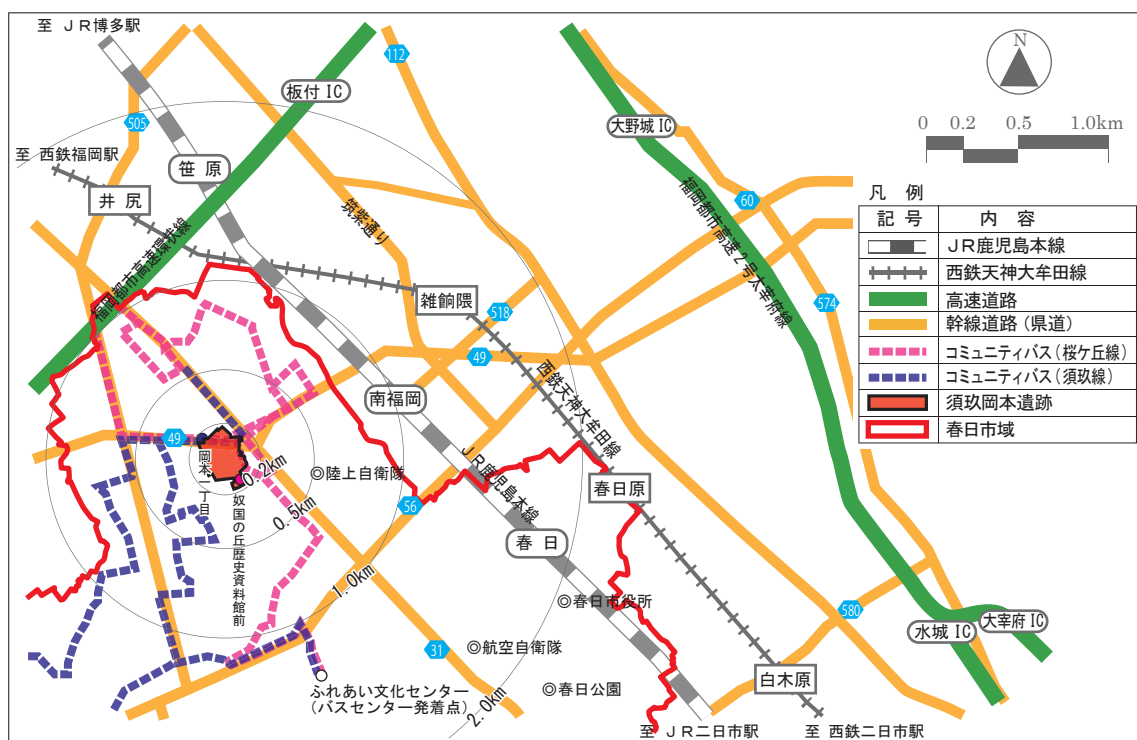 至 ＪＲ博多駅
112
板付 IC
N
505
大野城 IC
0 0.2 0.5 1.0km
至 西鉄福岡駅
笹原
井尻
凡 例
記 号 内 容
ＪＲ鹿児島本線
西鉄天神大牟田線
高速道路
幹線道路（県道）
コミュニティバス（桜ケ丘線）
コミュニティバス（須玖線）
須玖岡本遺跡
春日市域
60
筑紫通り
福岡都市高速環状線
福岡都市高速２号太宰府線
雑餉隈
518
574
49
南福岡
西鉄天神大牟田線
49
岡本一丁目
0.2km
◎陸上自衛隊
ＪＲ鹿児島本線
春日原
奴国の丘歴史資料館前
0.5km
56
春日
1.0km
◎春日市役所
580
水城 IC
大宰府 IC
31
◎航空自衛隊
白木原
ふれあい文化センター
（バスセンター発着点）
◎春日公園
2.0km
至 ＪＲ二日市駅
至 西鉄二日市駅